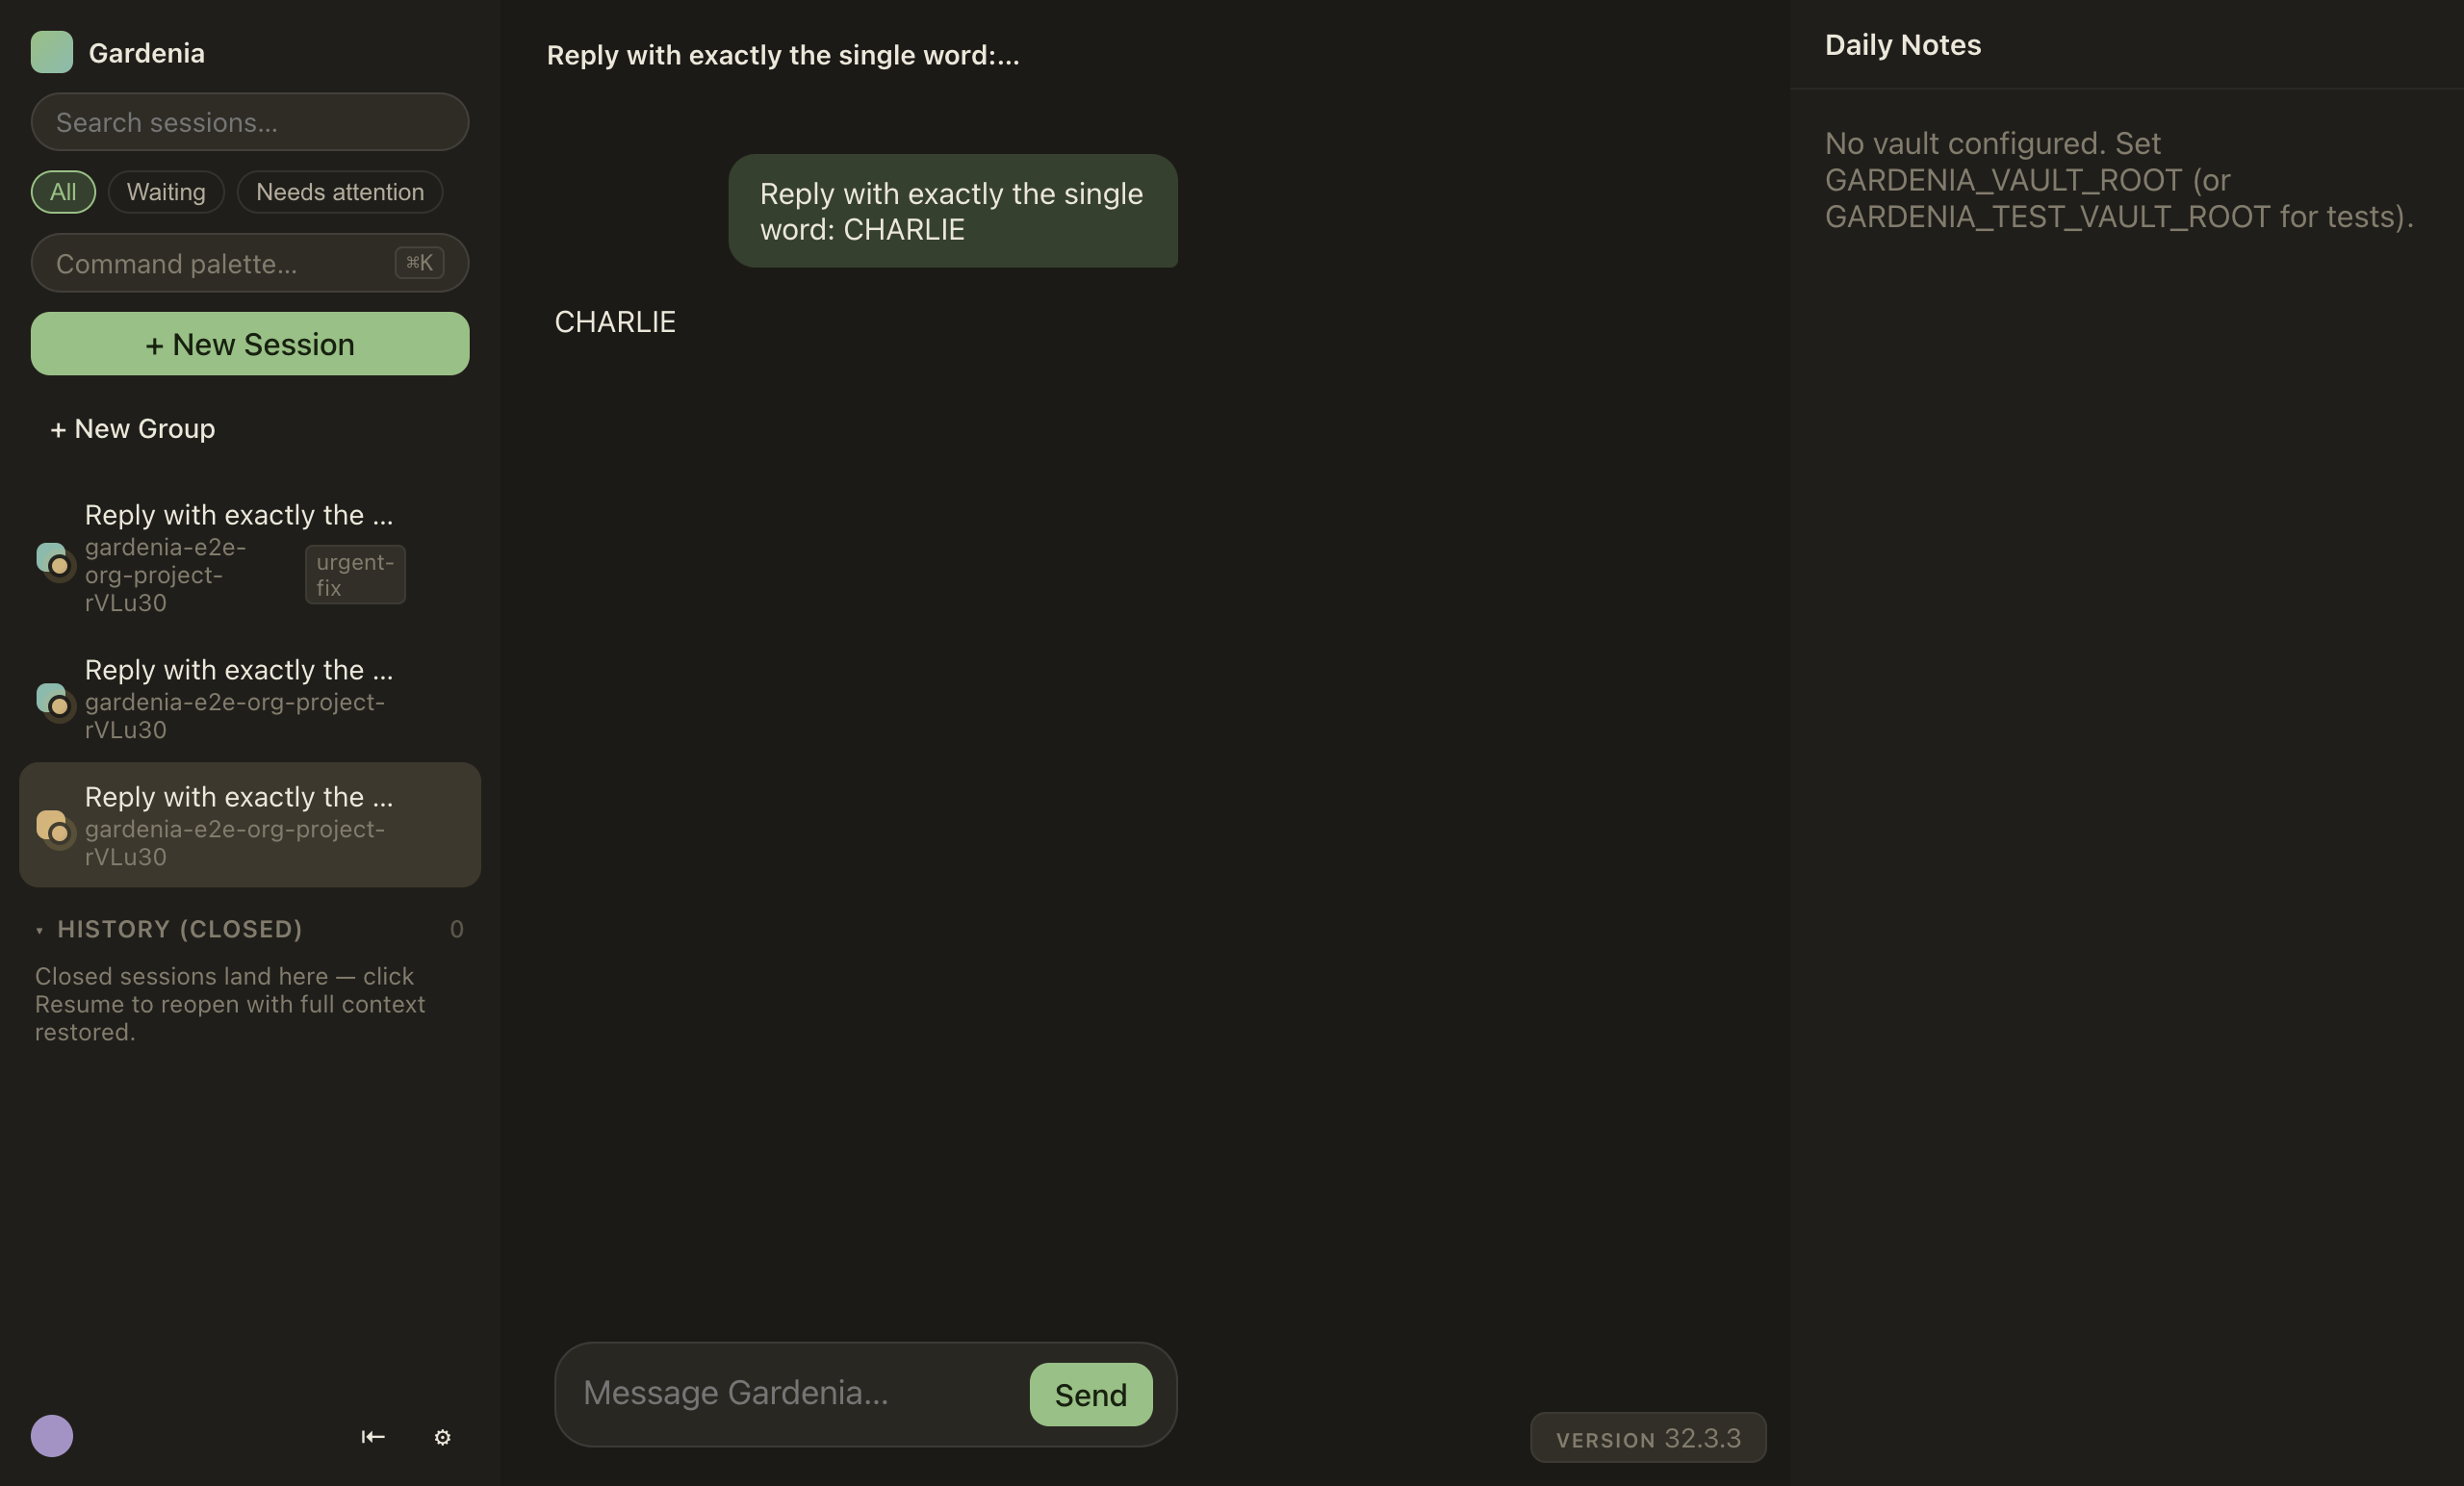 Gardenia
Search sessions...
All
Waiting
Needs attention
Command palette...
⌘K
+ New Session
+ New Group
Reply with exactly the ...
gardenia-e2e-
org-project-
rVLu30
urgent-
fix
Reply with exactly the ...
gardenia-e2e-org-project-
rVLu30
Reply with exactly the ...
gardenia-e2e-org-project-
rVLu30
HISTORY (CLOSED)
0
Closed sessions land here — click
Resume to reopen with full context
restored.
Reply with exactly the single word:...
Reply with exactly the single
word: CHARLIE
CHARLIE
Message Gardenia...
Send
VERSION 32.3.3
Daily Notes
No vault configured. Set
GARDENIA_VAULT_ROOT (or
GARDENIA_TEST_VAULT_ROOT for tests).